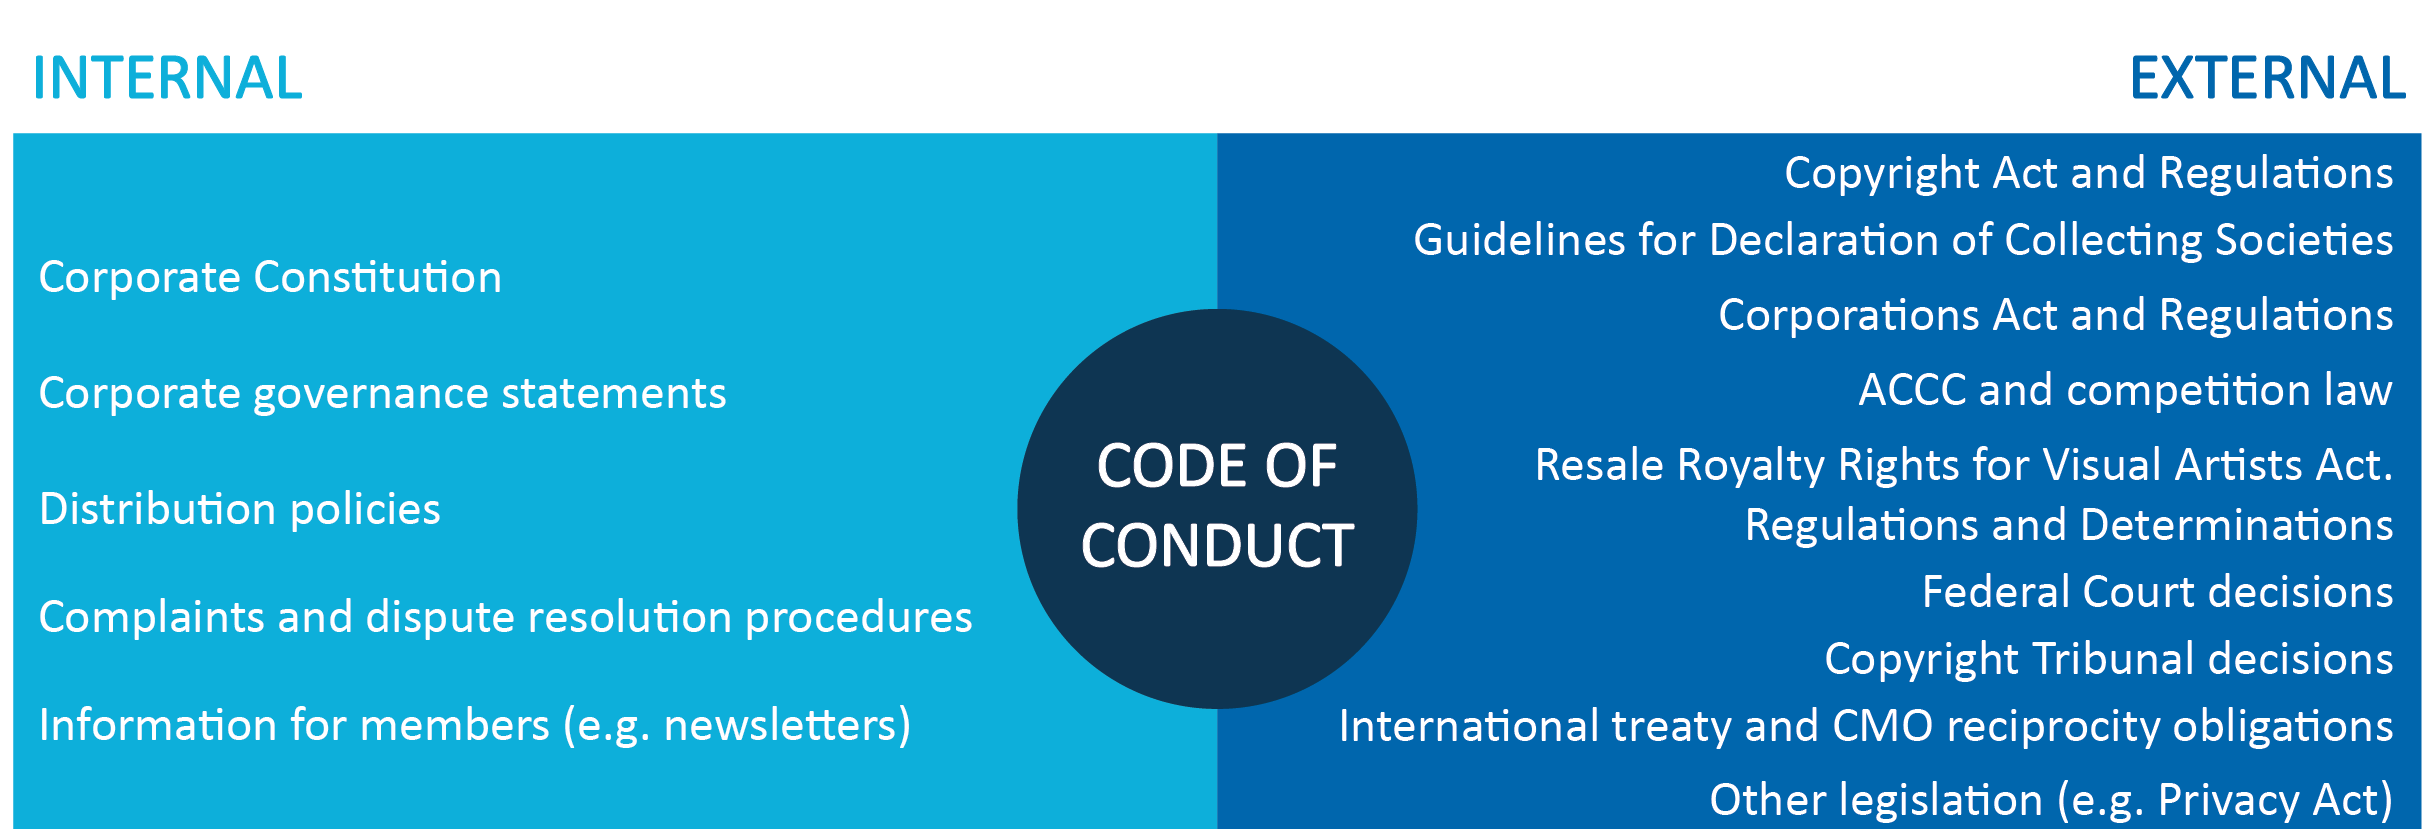 INTERNAL
EXTERNAL
Corporate Constitution
Corporate governance statements
Distribution policies
Complaints and dispute resolution procedures
Information for members (e.g. newsletters)
CODE OF
CONDUCT
Copyright Act and Regulations
Guidelines for Declaration of Collecting Societies
Corporations Act and Regulations
ACCC and competition law
Resale Royalty Rights for Visual Artists Act.
Regulations and Determinations
Federal Court decisions
Copyright Tribunal decisions
International treaty and CMO reciprocity obligations
Other legislation (e.g. Privacy Act)